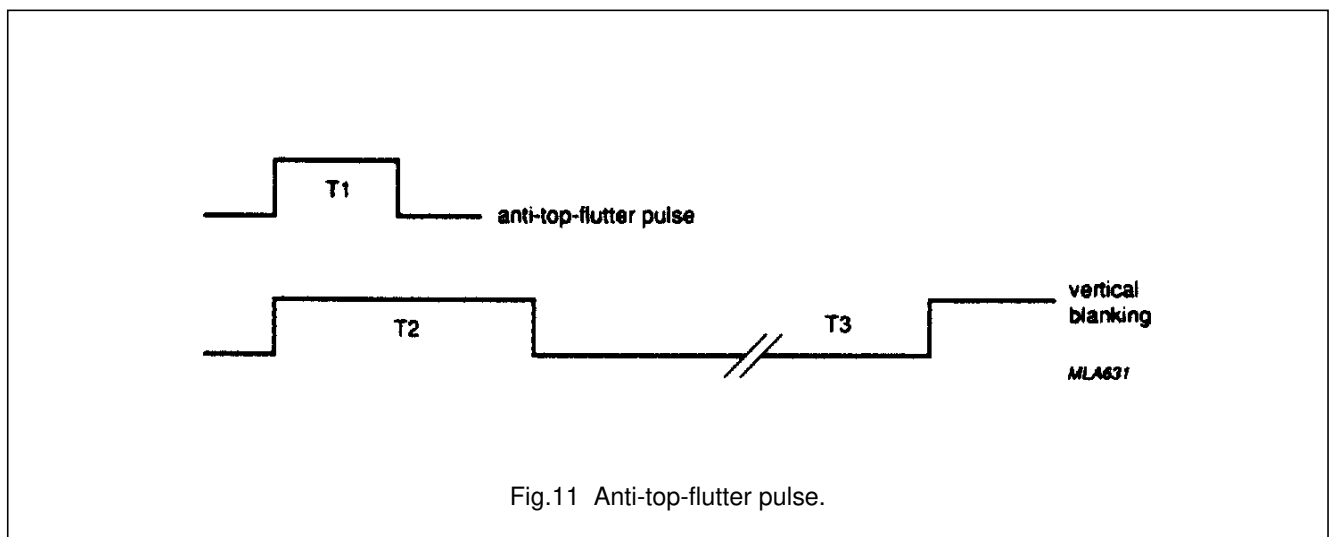 T1
anti-top-flutter pulse
T2
T3
vertical
blanking
MLA631
Fig.11 Anti-top-flutter pulse.